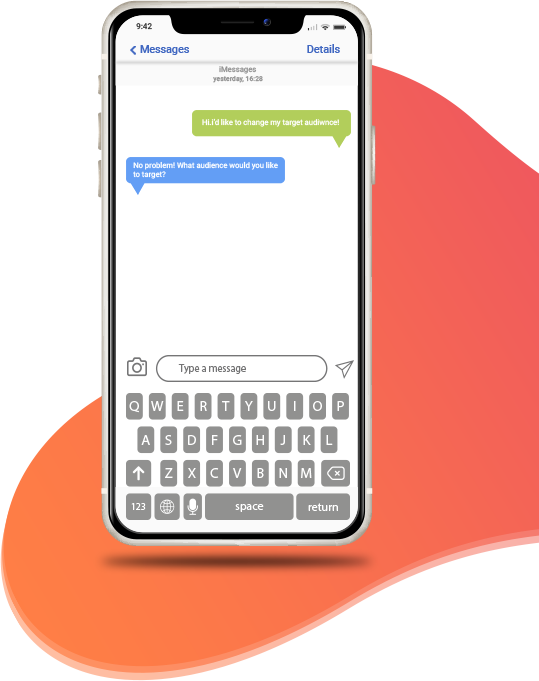 9:42
Messages
Details
iMessages
yesterday, 16:28
Hi.I'd like to change my target audiwnce!
No problem! What audience would you like
to target?
Type a message
Q W E R T Y U I O P
A S D F G H J K L
Z X C V B N M
123 space return